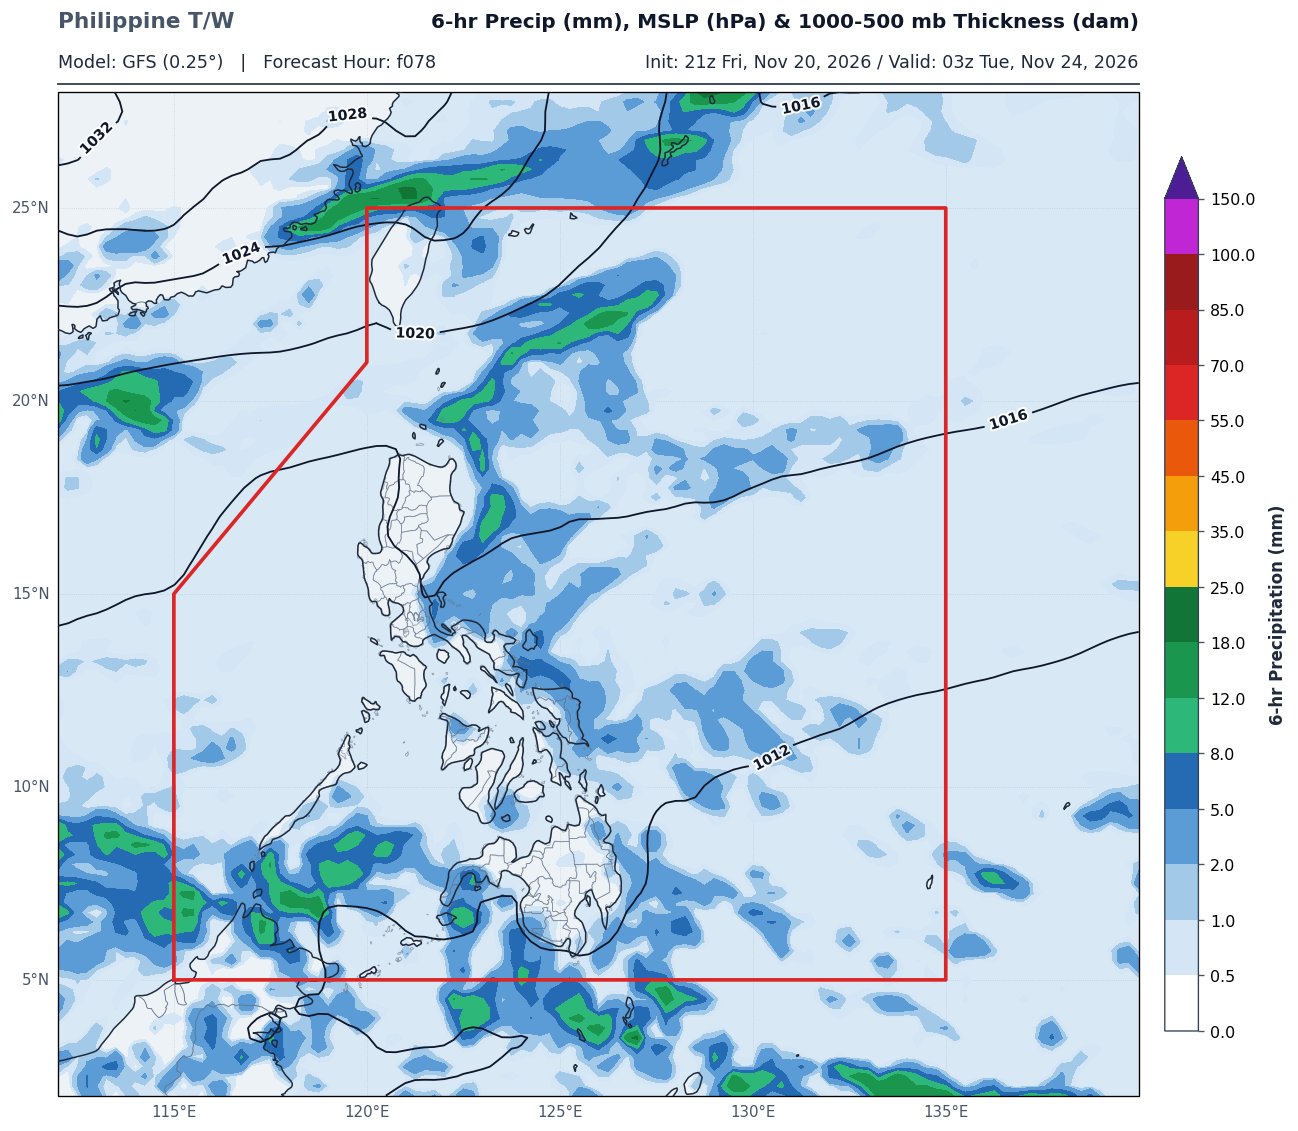 Philippine T/W
6-hr Precip (mm), MSLP (hPa) & 1000-500 mb Thickness (dam)
Model: GFS (0.25°) | Forecast Hour: f078
Init: 21z Fri, Nov 20, 2026 / Valid: 03z Tue, Nov 24, 2026
1032
1028
1016
1024
1020
1016
1012
25°N
20°N
15°N
10°N
5°N
115°E
120°E
125°E
130°E
135°E
150.0
100.0
85.0
70.0
55.0
45.0
35.0
25.0
18.0
12.0
8.0
5.0
2.0
1.0
0.5
0.0
6-hr Precipitation (mm)